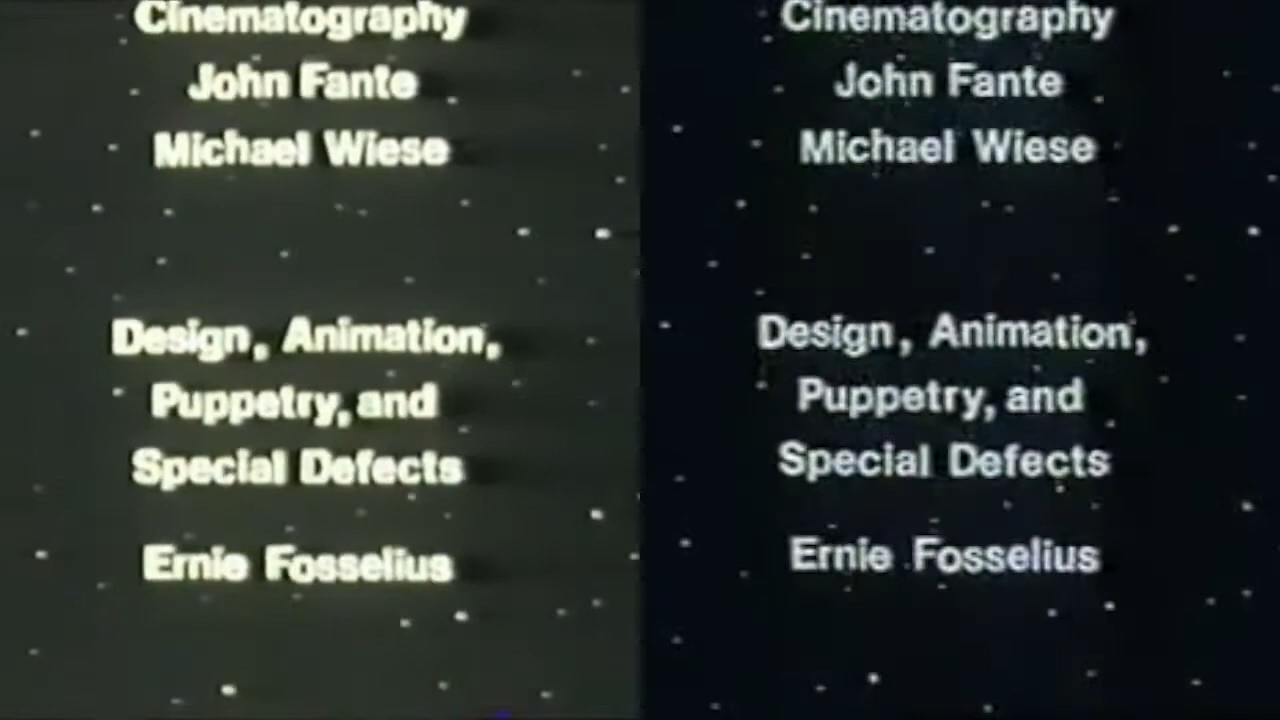 Cinematography
John Fante
Michael Wiese
Design, Animation,
Puppetry, and
Special Defects
Ernie Fosselius
Cinematography
John Fante
Michael Wiese
Design, Animation,
Puppetry, and
Special Defects
Ernie Fosselius